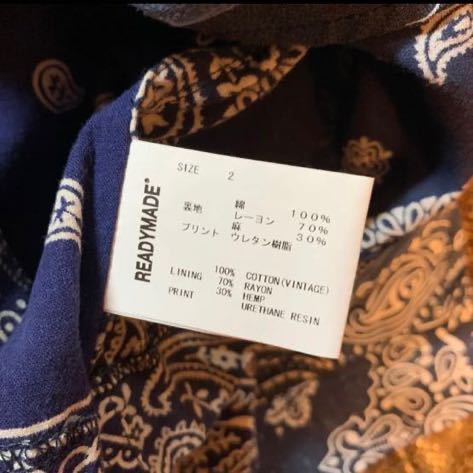 READYMADE®
SIZE 2
綿 100%
裏地 レーヨン 70%
麻 30%
プリント ウレタン樹脂
100% COTTON(VINTAGE)
LINING 70% RAYON
30% HEMP
PRINT URETHANE RESIN